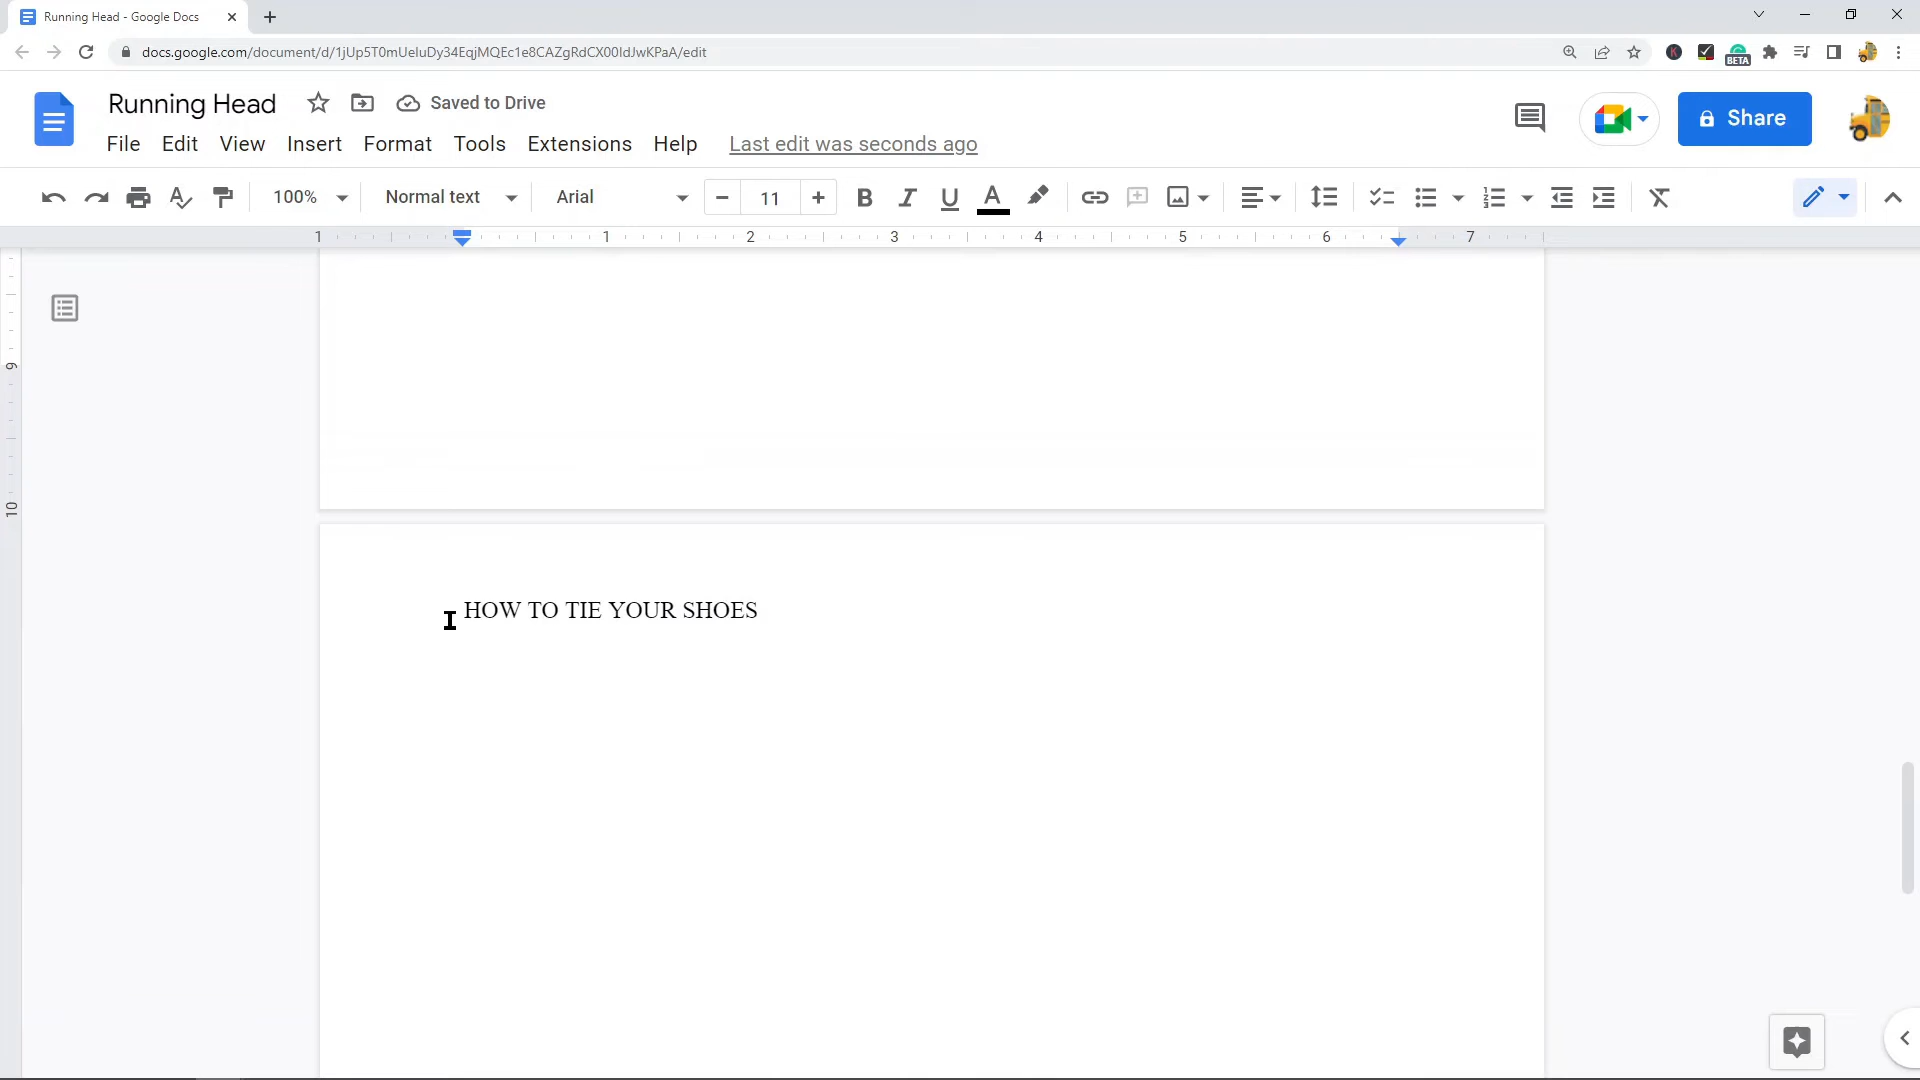 Running Head - Google Docs
docs.google.com/document/d/1jUp5T0mUeluDy34EqjMQEc1e8CAZgRdCX00IdJwKPaA/edit
K
BETA
Running Head
Saved to Drive
Share
File Edit View Insert Format Tools Extensions Help Last edit was seconds ago
100% Normal text Arial 11 B I U A
1 1 2 3 4 5 6 7
9
10
HOW TO TIE YOUR SHOES